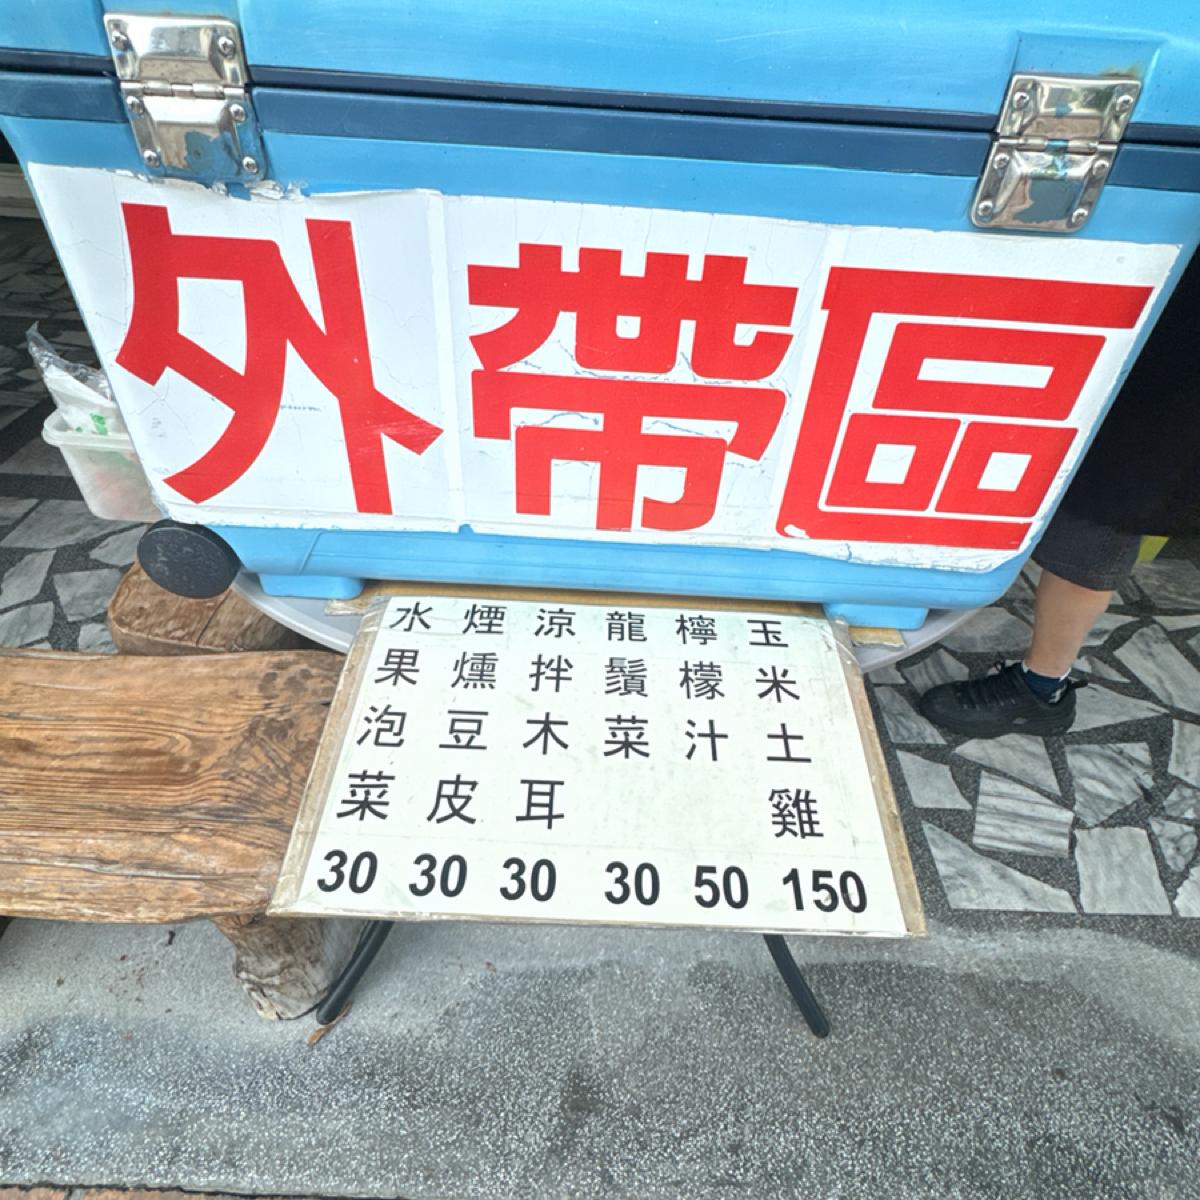 外帶區
玉米土雞 150
檸檬汁 50
龍鬚菜 30
涼拌木耳 30
煙燻豆皮 30
水果泡菜 30